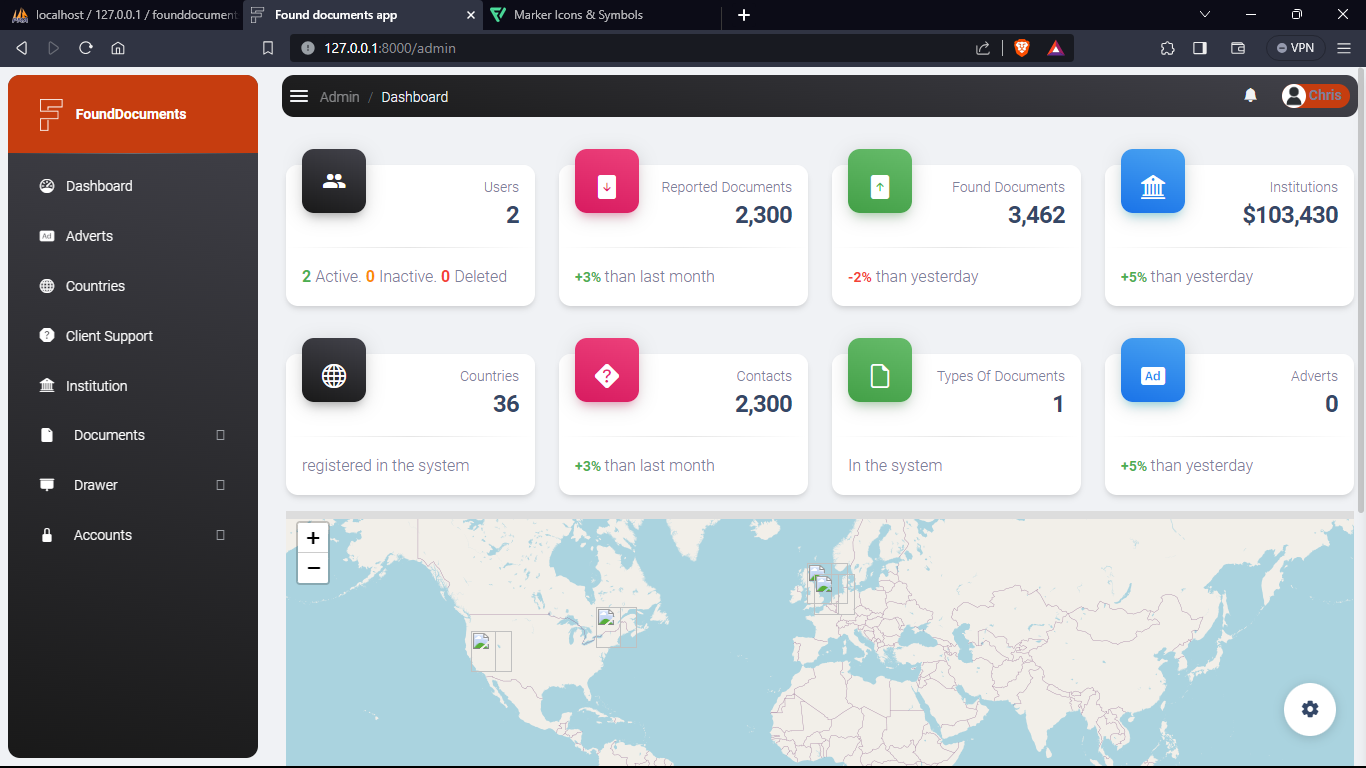 localhost / 127.0.0.1 / founddocument
Found documents app
Marker Icons & Symbols
127.0.0.1:8000/admin
VPN
FoundDocuments
Admin / Dashboard
Chris
Dashboard
Adverts
Ad
Countries
Client Support
Institution
Documents
Drawer
Accounts
Users
2
2 Active. 0 Inactive. 0 Deleted
Reported Documents
2,300
+3% than last month
Found Documents
3,462
-2% than yesterday
Institutions
$103,430
+5% than yesterday
Countries
36
registered in the system
?
Contacts
2,300
+3% than last month
Types Of Documents
1
In the system
Ad
Adverts
0
+5% than yesterday
+
−